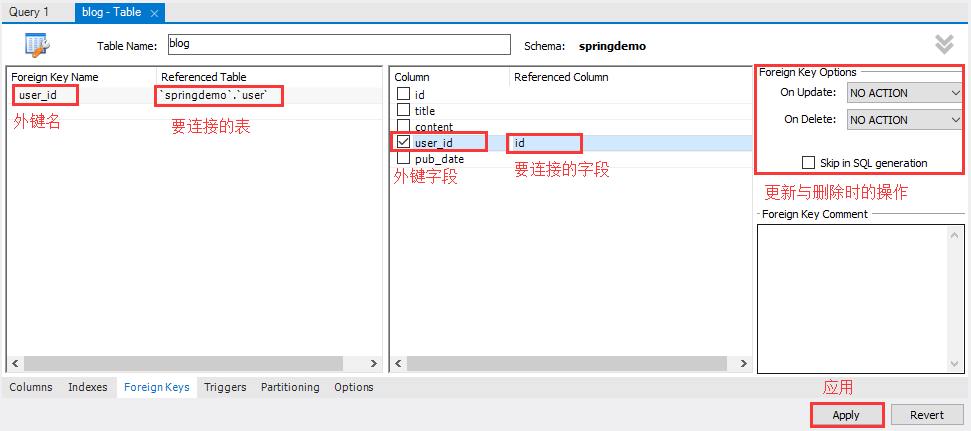 Query 1
blog - Table
Table Name:
blog
Schema:
springdemo
Foreign Key Name
Referenced Table
user_id
`springdemo`.`user`
外键名
要连接的表
Column
Referenced Column
id
title
content
user_id
id
pub_date
外键字段
要连接的字段
Foreign Key Options
On Update:
NO ACTION
On Delete:
NO ACTION
Skip in SQL generation
更新与删除时的操作
Foreign Key Comment
Columns
Indexes
Foreign Keys
Triggers
Partitioning
Options
应用
Apply
Revert